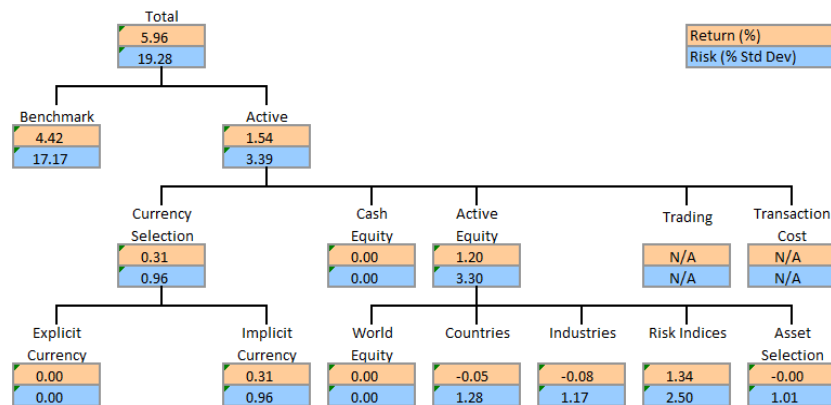 Total
5.96
19.28
Return (%)
Risk (% Std Dev)
Benchmark
4.42
17.17
Active
1.54
3.39
Currency
Selection
0.31
0.96
Cash
Equity
0.00
0.00
Active
Equity
1.20
3.30
Trading
N/A
N/A
Transaction
Cost
N/A
N/A
Explicit
Currency
0.00
0.00
Implicit
Currency
0.31
0.96
World
Equity
0.00
0.00
Countries
-0.05
1.28
Industries
-0.08
1.17
Risk Indices
1.34
2.50
Asset
Selection
-0.00
1.01